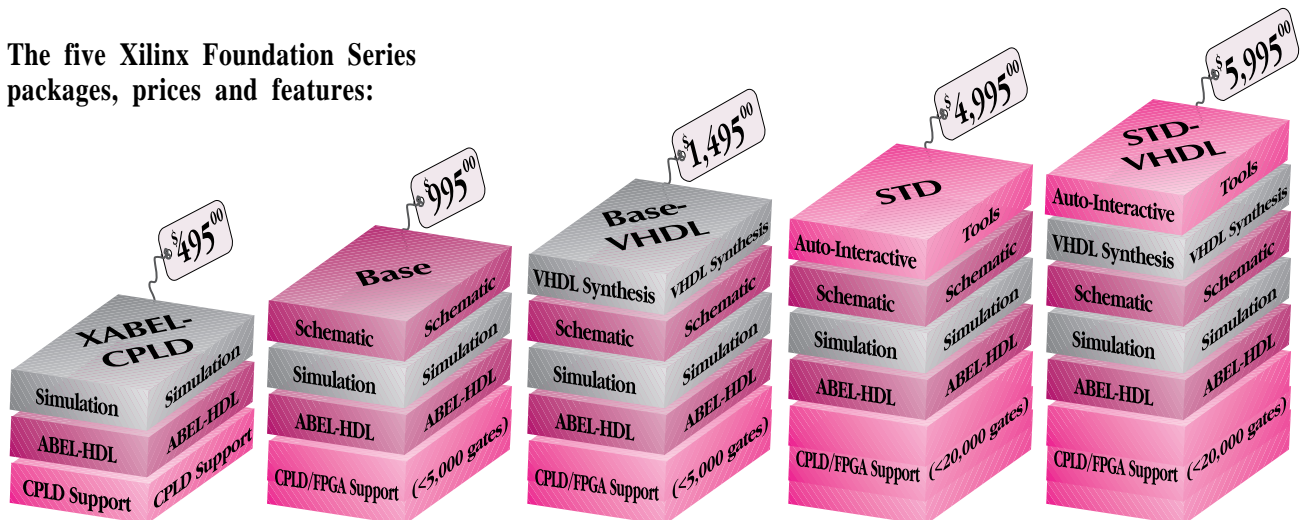 The five Xilinx Foundation Series
packages, prices and features:
$495.00
XABEL-
CPLD
Simulation Simulation
ABEL-HDL ABEL-HDL
CPLD Support CPLD Support
$995.00
Base
Schematic Schematic
Simulation Simulation
ABEL-HDL ABEL-HDL
CPLD/FPGA Support (<5,000 gates)
$1,495.00
Base-
VHDL
VHDL Synthesis VHDL Synthesis
Schematic Schematic
Simulation Simulation
ABEL-HDL ABEL-HDL
CPLD/FPGA Support (<5,000 gates)
$4,995.00
STD
Auto-Interactive Tools
Schematic Schematic
Simulation Simulation
ABEL-HDL ABEL-HDL
CPLD/FPGA Support (<20,000 gates)
$5,995.00
STD-
VHDL
Auto-Interactive Tools
VHDL Synthesis VHDL Synthesis
Schematic Schematic
Simulation Simulation
ABEL-HDL ABEL-HDL
CPLD/FPGA Support (<20,000 gates)